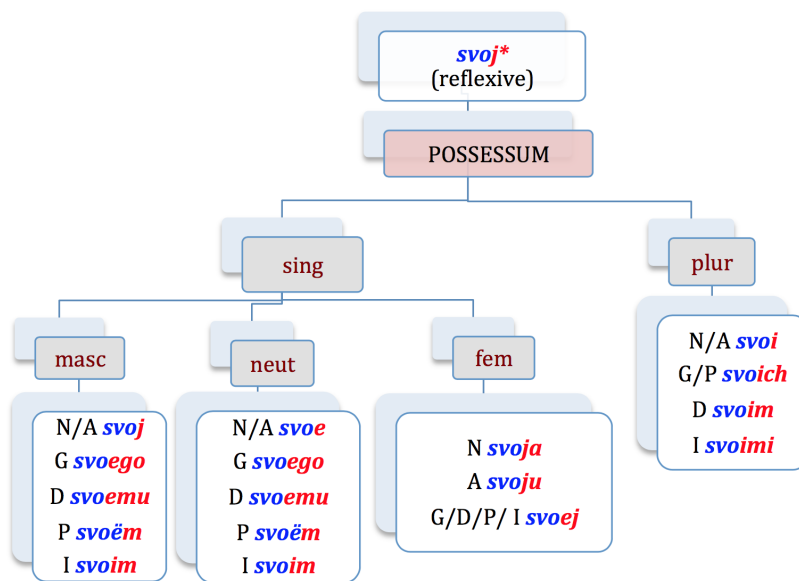 svoj*
(reflexive)
POSSESSUM
sing
plur
masc
neut
fem
N/A svoj
G svoego
D svoemu
P svoëm
I svoim
N/A svoe
G svoego
D svoemu
P svoëm
I svoim
N svoja
A svoju
G/D/P/ I svoej
N/A svoi
G/P svoich
D svoim
I svoimi